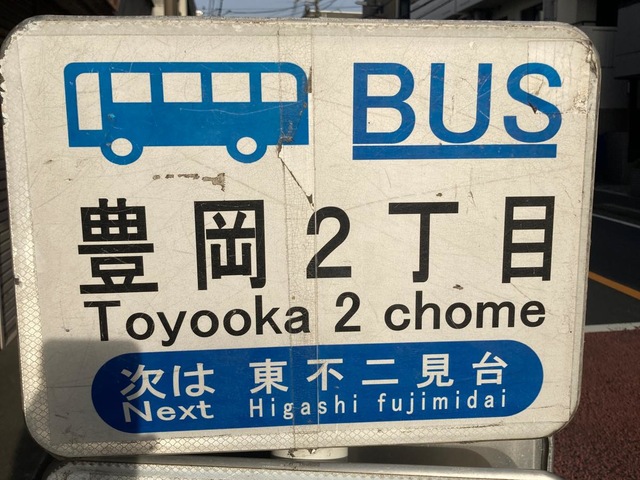 BUS
豊岡2丁目
Toyooka 2 chome
次は 東不二見台
Next Higashi fujimidai